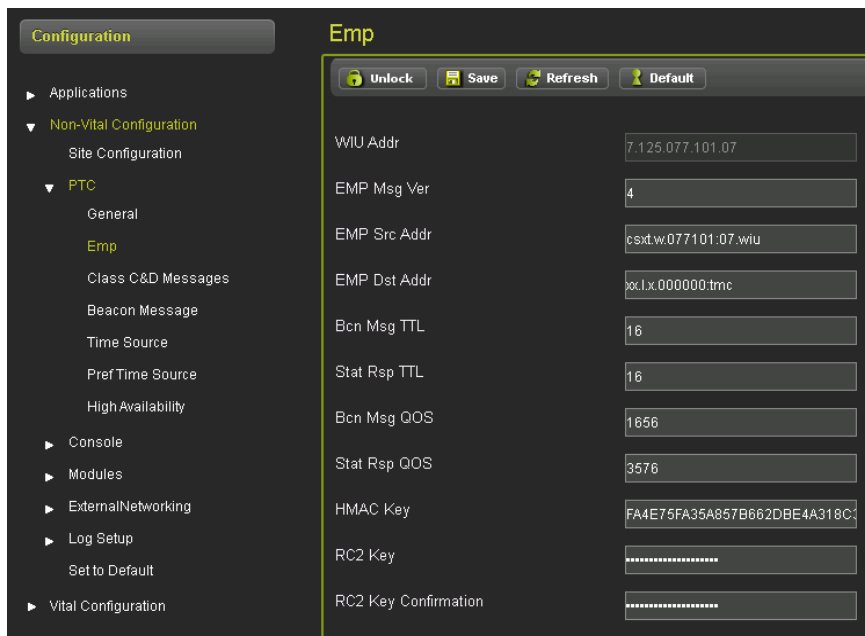 Configuration
Applications
Non-Vital Configuration
Site Configuration
PTC
General
Emp
Class C&D Messages
Beacon Message
Time Source
Pref Time Source
High Availability
Console
Modules
ExternalNetworking
Log Setup
Set to Default
Vital Configuration
Emp
Unlock Save Refresh Default
WIU Addr 7.125.077.101.07
EMP Msg Ver 4
EMP Src Addr csxt.w.077101:07.wiu
EMP Dst Addr xx.l.x.000000:tmc
Bcn Msg TTL 16
Stat Rsp TTL 16
Bcn Msg QOS 1656
Stat Rsp QOS 3576
HMAC Key FA4E75FA35A857B662DBE4A318C
RC2 Key ••••••••••••••••••••
RC2 Key Confirmation ••••••••••••••••••••